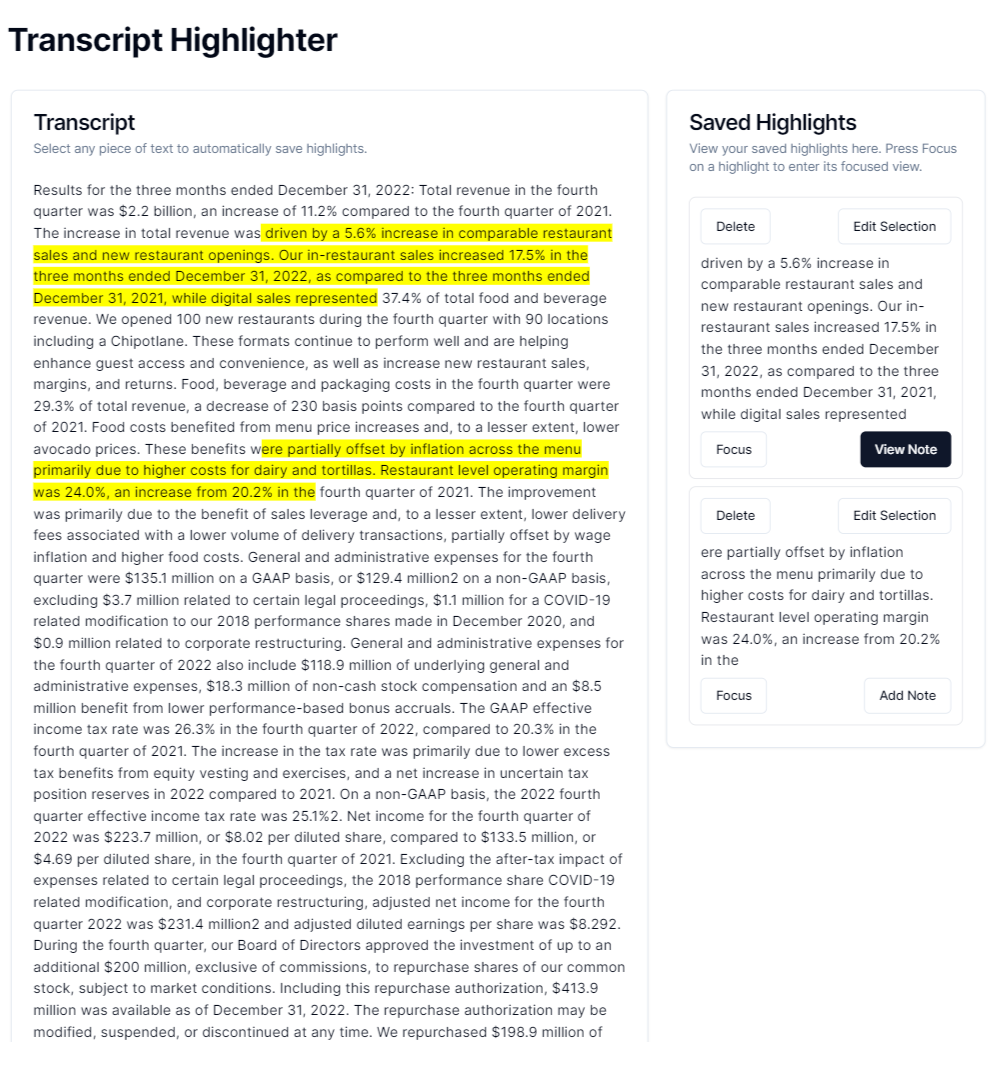 Transcript Highlighter
Transcript
Select any piece of text to automatically save highlights.
Results for the three months ended December 31, 2022: Total revenue in the fourth
quarter was $2.2 billion, an increase of 11.2% compared to the fourth quarter of 2021.
The increase in total revenue was driven by a 5.6% increase in comparable restaurant
sales and new restaurant openings. Our in-restaurant sales increased 17.5% in the
three months ended December 31, 2022, as compared to the three months ended
December 31, 2021, while digital sales represented 37.4% of total food and beverage
revenue. We opened 100 new restaurants during the fourth quarter with 90 locations
including a Chipotlane. These formats continue to perform well and are helping
enhance guest access and convenience, as well as increase new restaurant sales,
margins, and returns. Food, beverage and packaging costs in the fourth quarter were
29.3% of total revenue, a decrease of 230 basis points compared to the fourth quarter
of 2021. Food costs benefited from menu price increases and, to a lesser extent, lower
avocado prices. These benefits were partially offset by inflation across the menu
primarily due to higher costs for dairy and tortillas. Restaurant level operating margin
was 24.0%, an increase from 20.2% in the fourth quarter of 2021. The improvement
was primarily due to the benefit of sales leverage and, to a lesser extent, lower delivery
fees associated with a lower volume of delivery transactions, partially offset by wage
inflation and higher food costs. General and administrative expenses for the fourth
quarter were $135.1 million on a GAAP basis, or $129.4 million2 on a non-GAAP basis,
excluding $3.7 million related to certain legal proceedings, $1.1 million for a COVID-19
related modification to our 2018 performance shares made in December 2020, and
$0.9 million related to corporate restructuring. General and administrative expenses for
the fourth quarter of 2022 also include $118.9 million of underlying general and
administrative expenses, $18.3 million of non-cash stock compensation and an $8.5
million benefit from lower performance-based bonus accruals. The GAAP effective
income tax rate was 26.3% in the fourth quarter of 2022, compared to 20.3% in the
fourth quarter of 2021. The increase in the tax rate was primarily due to lower excess
tax benefits from equity vesting and exercises, and a net increase in uncertain tax
position reserves in 2022 compared to 2021. On a non-GAAP basis, the 2022 fourth
quarter effective income tax rate was 25.1%2. Net income for the fourth quarter of
2022 was $223.7 million, or $8.02 per diluted share, compared to $133.5 million, or
$4.69 per diluted share, in the fourth quarter of 2021. Excluding the after-tax impact of
expenses related to certain legal proceedings, the 2018 performance share COVID-19
related modification, and corporate restructuring, adjusted net income for the fourth
quarter 2022 was $231.4 million2 and adjusted diluted earnings per share was $8.292.
During the fourth quarter, our Board of Directors approved the investment of up to an
additional $200 million, exclusive of commissions, to repurchase shares of our common
stock, subject to market conditions. Including this repurchase authorization, $413.9
million was available as of December 31, 2022. The repurchase authorization may be
modified, suspended, or discontinued at any time. We repurchased $198.9 million of
Saved Highlights
View your saved highlights here. Press Focus
on a highlight to enter its focused view.
Delete
Edit Selection
driven by a 5.6% increase in
comparable restaurant sales and
new restaurant openings. Our in-
restaurant sales increased 17.5% in
the three months ended December
31, 2022, as compared to the three
months ended December 31, 2021,
while digital sales represented
Focus
View Note
Delete
Edit Selection
ere partially offset by inflation
across the menu primarily due to
higher costs for dairy and tortillas.
Restaurant level operating margin
was 24.0%, an increase from 20.2%
in the
Focus
Add Note